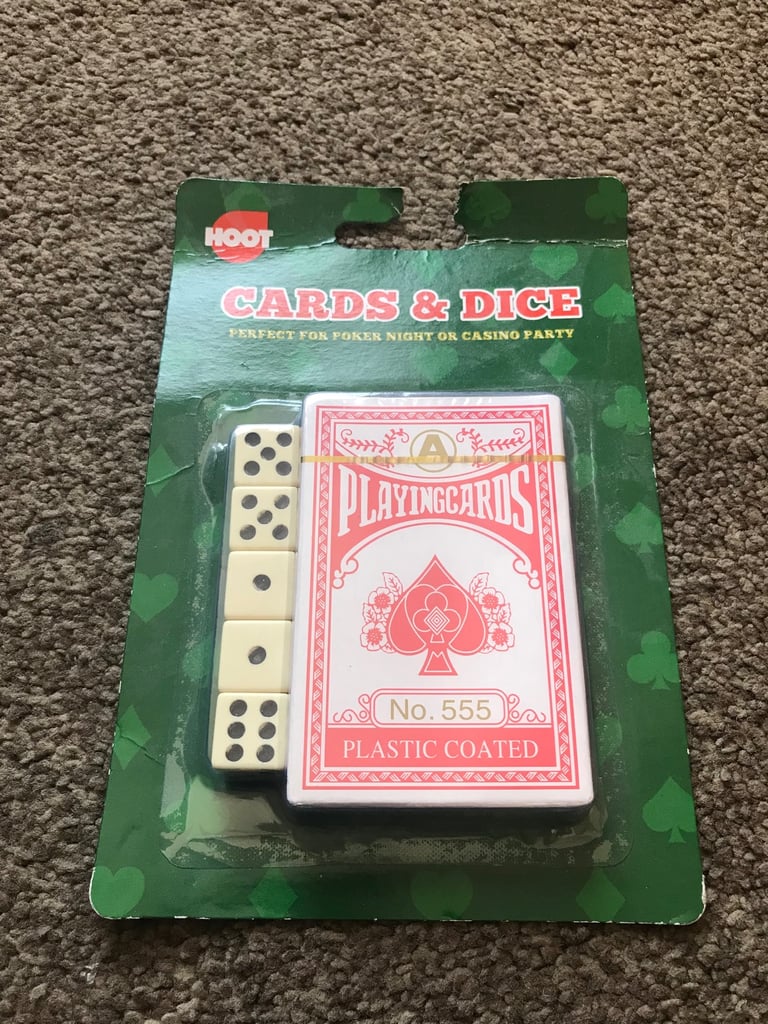 HOOT
CARDS & DICE
PERFECT FOR POKER NIGHT OR CASINO PARTY
A
PLAYINGCARDS
No. 555
PLASTIC COATED